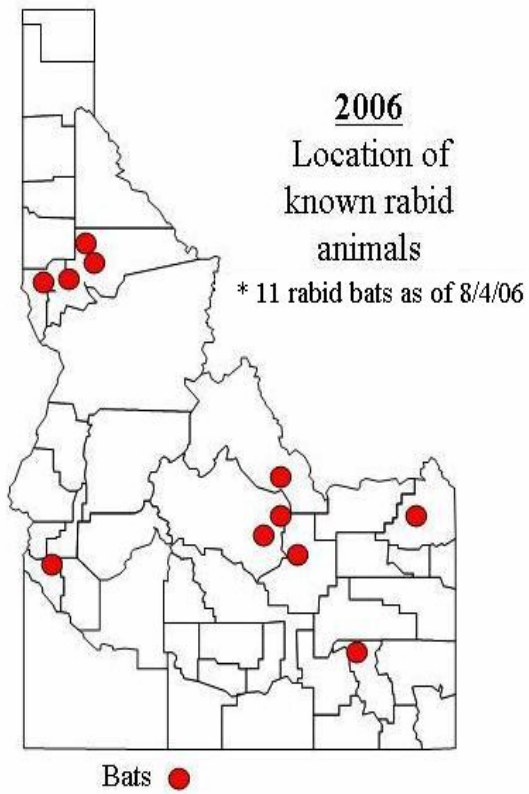 2006
Location of
known rabid
animals
* 11 rabid bats as of 8/4/06
Bats